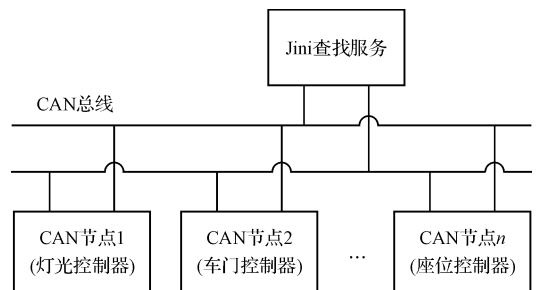 Jini查找服务
CAN总线
CAN节点1
(灯光控制器)
CAN节点2
(车门控制器)
...
CAN节点n
(座位控制器)